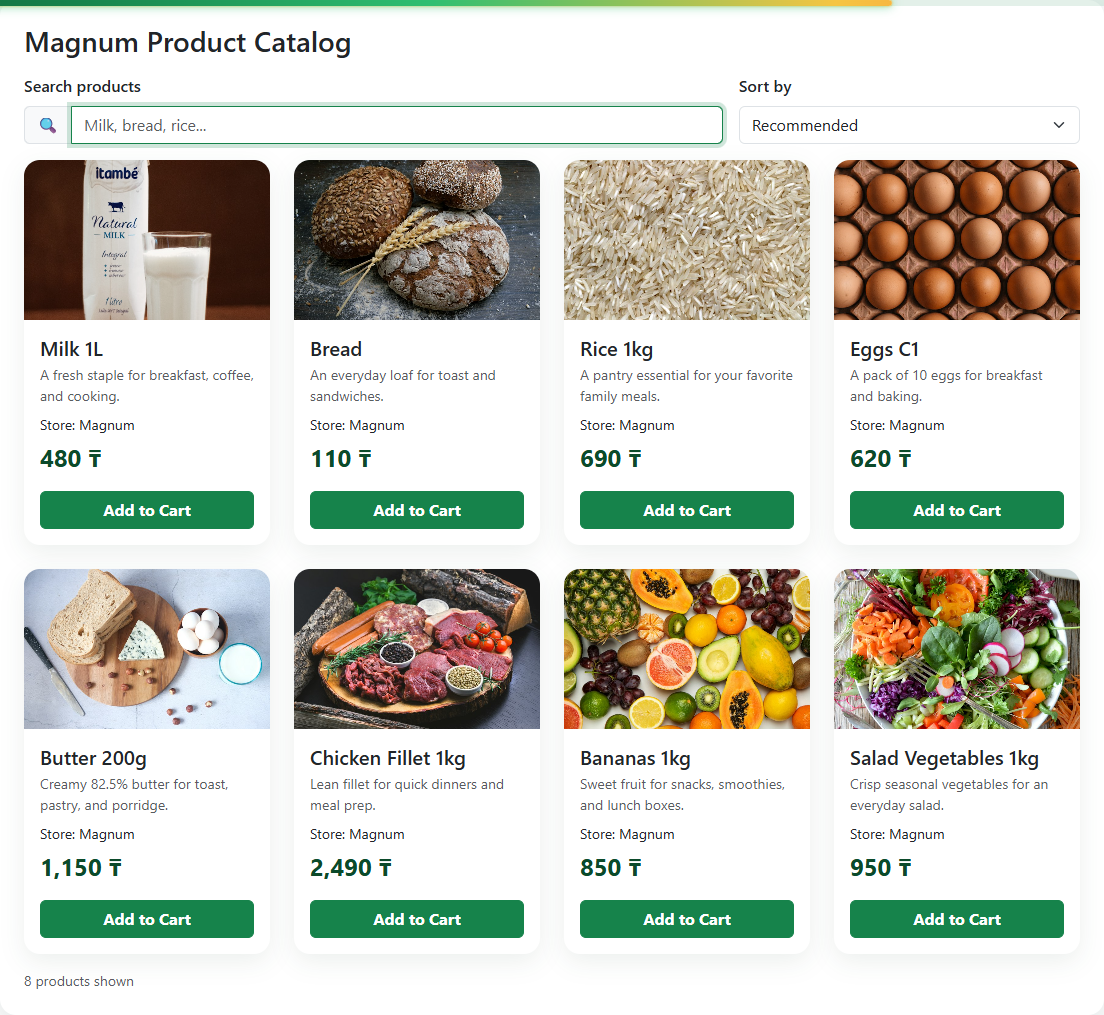 Magnum Product Catalog
Search products
Sort by
Milk, bread, rice...
Recommended
itambé
Natural
MILK
Integral
1 litro
Milk 1L
A fresh staple for breakfast, coffee,
and cooking.
Store: Magnum
480 ₸
Add to Cart
Bread
An everyday loaf for toast and
sandwiches.
Store: Magnum
110 ₸
Add to Cart
Rice 1kg
A pantry essential for your favorite
family meals.
Store: Magnum
690 ₸
Add to Cart
Eggs C1
A pack of 10 eggs for breakfast
and baking.
Store: Magnum
620 ₸
Add to Cart
Butter 200g
Creamy 82.5% butter for toast,
pastry, and porridge.
Store: Magnum
1,150 ₸
Add to Cart
Chicken Fillet 1kg
Lean fillet for quick dinners and
meal prep.
Store: Magnum
2,490 ₸
Add to Cart
Bananas 1kg
Sweet fruit for snacks, smoothies,
and lunch boxes.
Store: Magnum
850 ₸
Add to Cart
Salad Vegetables 1kg
Crisp seasonal vegetables for an
everyday salad.
Store: Magnum
950 ₸
Add to Cart
8 products shown